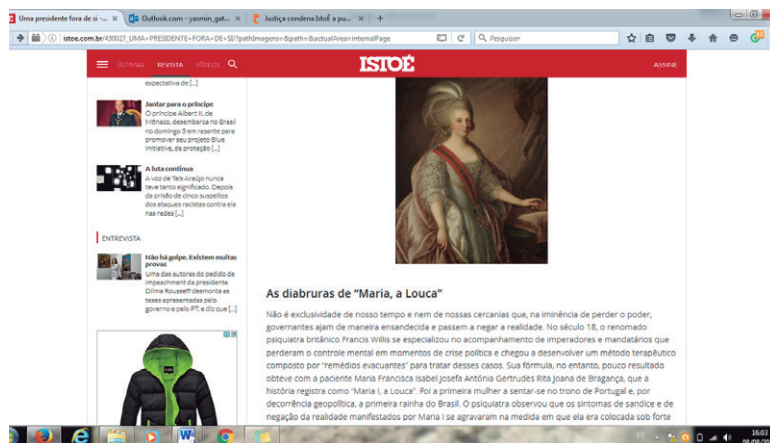 Uma presidente fora de si -...
Outlook.com - yasmin_gat...
Justiça condena IstoÉ a pu...
istoe.com.br/450027_UMA+PRESIDENTE+FORA+DE+SI/?pathImagens=&path=&actualArea=internalPage
Pesquisar
ÚLTIMAS REVISTA VÍDEOS
ISTOÉ
ASSINE
expectativa de [...]
Jantar para o príncipe
O príncipe Albert II, de
Mônaco, desembarca no Brasil
no domingo 3 em rasante para
promover seu projeto Blue
Initiative, de proteção [...]
A luta continua
A voz de Taís Araújo nunca
teve tanto significado. Depois
da prisão de cinco suspeitos
dos ataques racistas contra ela
nas redes [...]
ENTREVISTA
Não há golpe. Existem muitas
provas
Uma das autoras do pedido de
impeachment da presidente
Dilma Rousseff desmonta as
teses apresentadas pelo
governo e pelo PT, e diz que [...]
As diabruras de “Maria, a Louca”
Não é exclusividade de nosso tempo e nem de nossas cercanias que, na iminência de perder o poder,
governantes ajam de maneira ensandecida e passem a negar a realidade. No século 18, o renomado
psiquiatra britânico Francis Willis se especializou no acompanhamento de imperadores e mandatários que
perderam o controle mental em momentos de crise política e chegou a desenvolver um método terapêutico
composto por “remédios evacuantes” para tratar desses casos. Sua fórmula, no entanto, pouco resultado
obteve com a paciente Maria Francisca Isabel Josefa Antónia Gertrudes Rita Joana de Bragança, que a
história registra como “Maria I, a Louca”. Foi a primeira mulher a sentar-se no trono de Portugal e, por
decorrência geopolítica, a primeira rainha do Brasil. O psiquiatra observou que os sintomas de sandice e de
negação da realidade manifestados por Maria I se agravaram na medida em que ela era colocada sob forte
PT
16:03